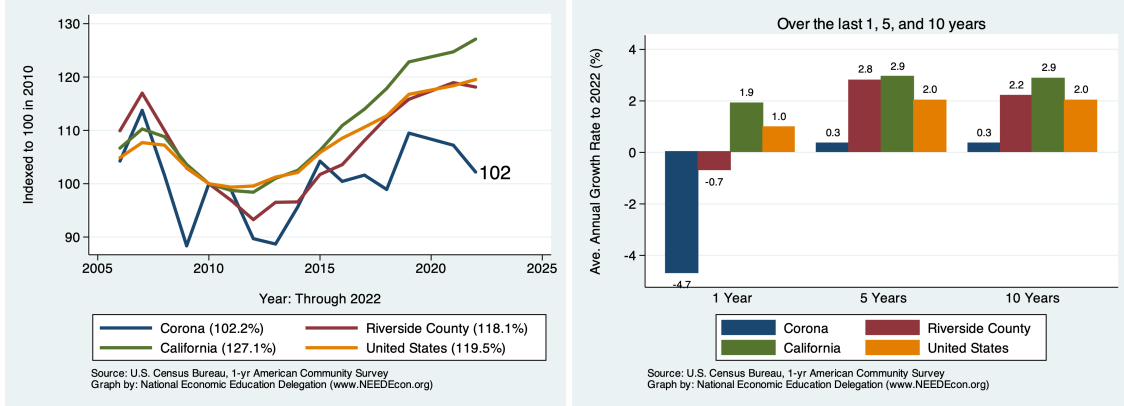 130
120
110
100
90
Indexed to 100 in 2010
102
2005
2010
2015
2020
2025
Year: Through 2022
Corona (102.2%)
Riverside County (118.1%)
California (127.1%)
United States (119.5%)
Source: U.S. Census Bureau, 1-yr American Community Survey
Graph by: National Economic Education Delegation (www.NEEDEcon.org)
Over the last 1, 5, and 10 years
4
2
0
-2
-4
Ave. Annual Growth Rate to 2022 (%)
-4.7
-0.7
1.9
1.0
0.3
2.8
2.9
2.0
0.3
2.2
2.9
2.0
1 Year
5 Years
10 Years
Corona
Riverside County
California
United States
Source: U.S. Census Bureau, 1-yr American Community Survey
Graph by: National Economic Education Delegation (www.NEEDEcon.org)